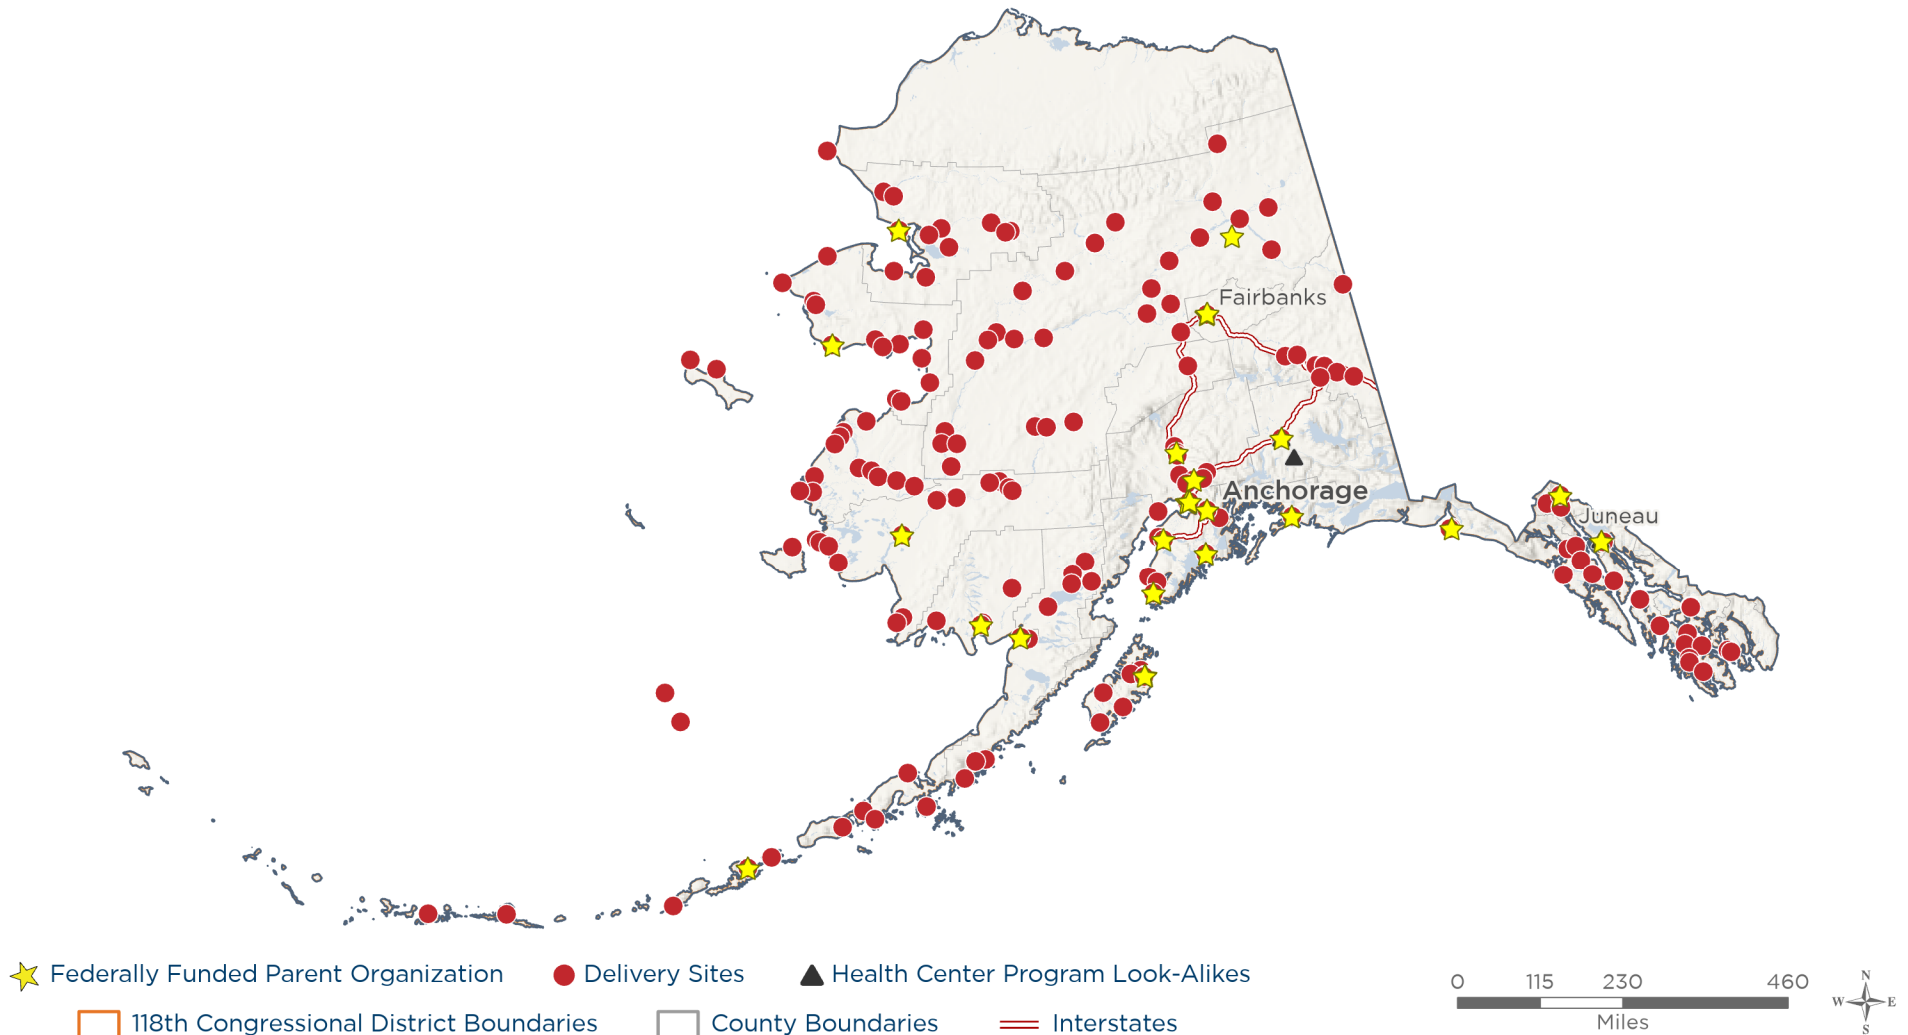 Fairbanks
Anchorage
Juneau
Federally Funded Parent Organization Delivery Sites Health Center Program Look-Alikes
118th Congressional District Boundaries County Boundaries Interstates
0 115 230 460
Miles
N
W E
S